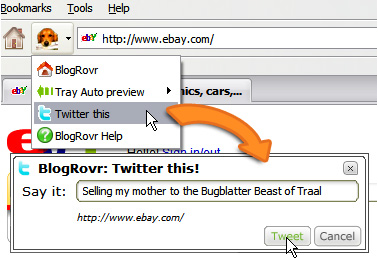 Bookmarks Tools Help
ebY http://www.ebay.com/
BlogRovr
Tray Auto preview
Twitter this
BlogRovr Help
ebY nics, cars,...
Hello! Sign in/out
BlogRovr: Twitter this!
Say it: Selling my mother to the Bugblatter Beast of Traal
http://www.ebay.com/
Tweet Cancel